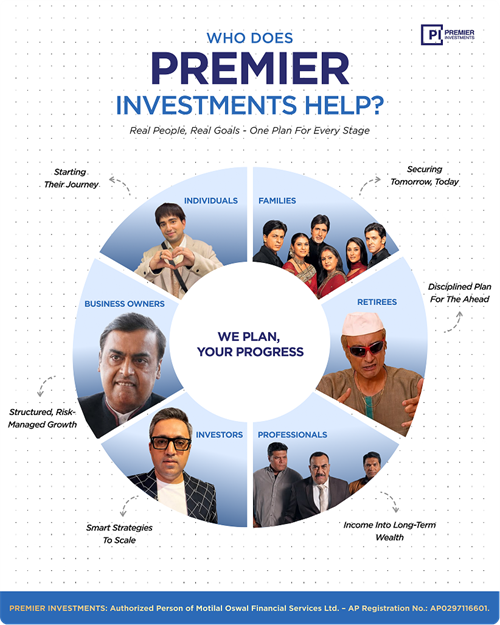 WHO DOES
PREMIER
INVESTMENTS HELP?
Real People, Real Goals - One Plan For Every Stage
PI PREMIER
INVESTMENTS
Starting
Their Journey
Securing
Tomorrow, Today
INDIVIDUALS
FAMILIES
Disciplined Plan
For The Ahead
BUSINESS OWNERS
RETIREES
WE PLAN,
YOUR PROGRESS
Structured, Risk-
Managed Growth
INVESTORS
PROFESSIONALS
Smart Strategies
To Scale
Income Into Long-Term
Wealth
PREMIER INVESTMENTS: Authorized Person of Motilal Oswal Financial Services Ltd. – AP Registration No.: AP0297116601.